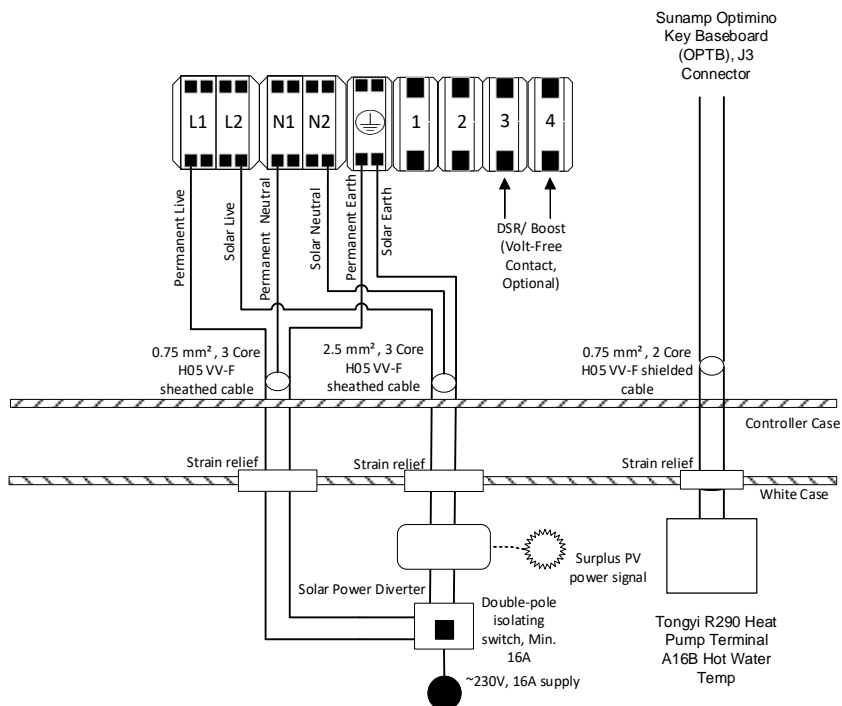 Sunamp Optimino
Key Baseboard
(OPTB), J3
Connector
L1
L2
N1
N2
1
2
3
4
Permanent Live
Solar Live
Permanent Neutral
Solar Neutral
Permanent Earth
Solar Earth
DSR/ Boost
(Volt-Free
Contact,
Optional)
0.75 mm², 3 Core
H05 VV-F
sheathed cable
2.5 mm², 3 Core
H05 VV-F
sheathed cable
0.75 mm², 2 Core
H05 VV-F shielded
cable
Controller Case
Strain relief
Strain relief
Strain relief
White Case
Surplus PV
power signal
Solar Power Diverter
Double-pole
isolating
switch, Min.
16A
~230V, 16A supply
Tongyi R290 Heat
Pump Terminal
A16B Hot Water
Temp